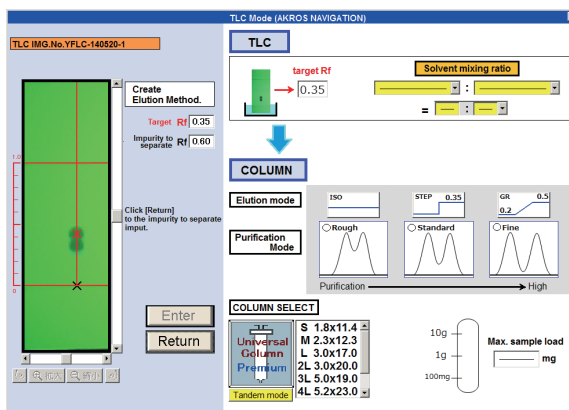 TLC Mode (AKROS NAVIGATION)
TLC IMG.No.YFLC-140520-1
Create
Elution Method.
Target Rf 0.35
Impurity to
separate Rf 0.60
1.0
0
Click [Return]
to the impurity to separate
imput.
Enter
Return
拡大
縮小
TLC
target Rf
0.35
Solvent mixing ratio
:
= :
COLUMN
Elution mode
ISO
STEP 0.35
GR 0.5
0.2
Purification
Mode
Rough
Standard
Fine
Purification High
COLUMN SELECT
Universal
Column
Premium
Tandem mode
S 1.8x11.4
M 2.3x12.3
L 3.0x17.0
2L 3.0x20.0
3L 5.0x19.0
4L 5.2x23.0
10g
1g
100mg
Max. sample load
mg